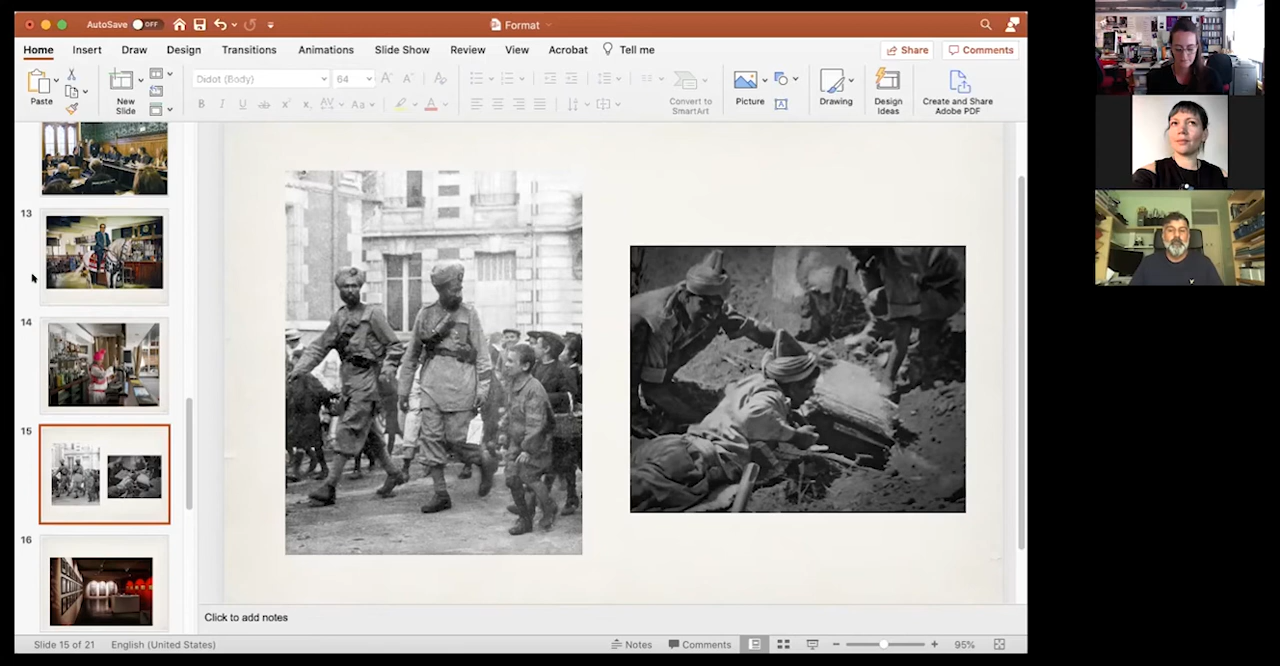 AutoSave OFF Format
Home Insert Draw Design Transitions Animations Slide Show Review View Acrobat Tell me Share Comments
Didot (Body) 64
Paste New Slide Convert to SmartArt Picture Drawing Design Ideas Create and Share Adobe PDF
13
14
15
16
Click to add notes
Slide 15 of 21 English (United States) Notes Comments 95%